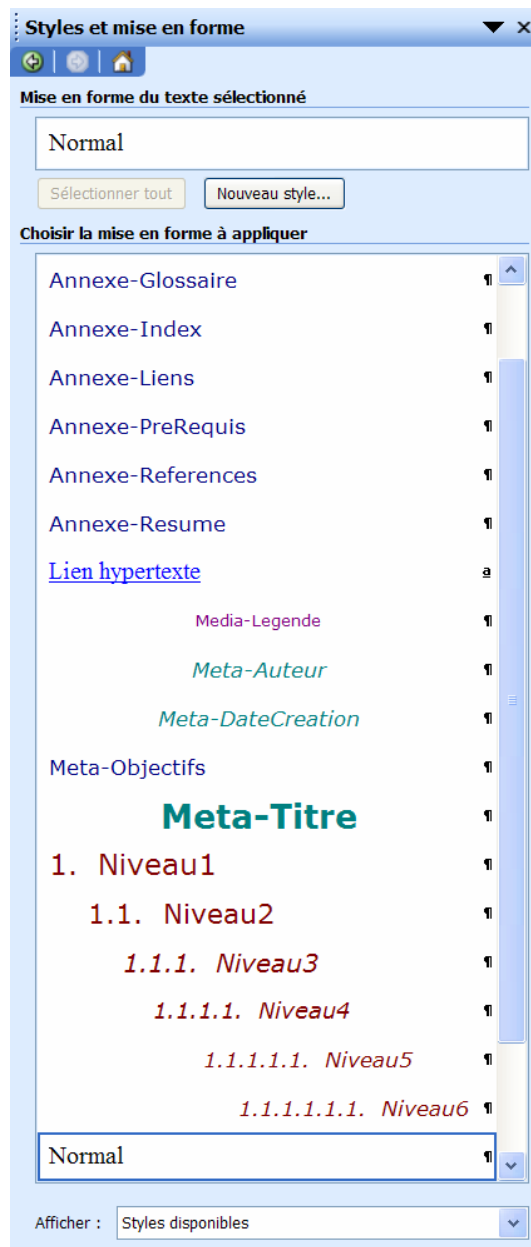 Styles et mise en forme
Mise en forme du texte sélectionné
Normal
Sélectionner tout Nouveau style...
Choisir la mise en forme à appliquer
Annexe-Glossaire ¶
Annexe-Index ¶
Annexe-Liens ¶
Annexe-PreRequis ¶
Annexe-References ¶
Annexe-Resume ¶
Lien hypertexte a
Media-Legende ¶
Meta-Auteur ¶
Meta-DateCreation ¶
Meta-Objectifs ¶
Meta-Titre ¶
1. Niveau1 ¶
1.1. Niveau2 ¶
1.1.1. Niveau3 ¶
1.1.1.1. Niveau4 ¶
1.1.1.1.1. Niveau5 ¶
1.1.1.1.1.1. Niveau6 ¶
Normal ¶
Afficher : Styles disponibles